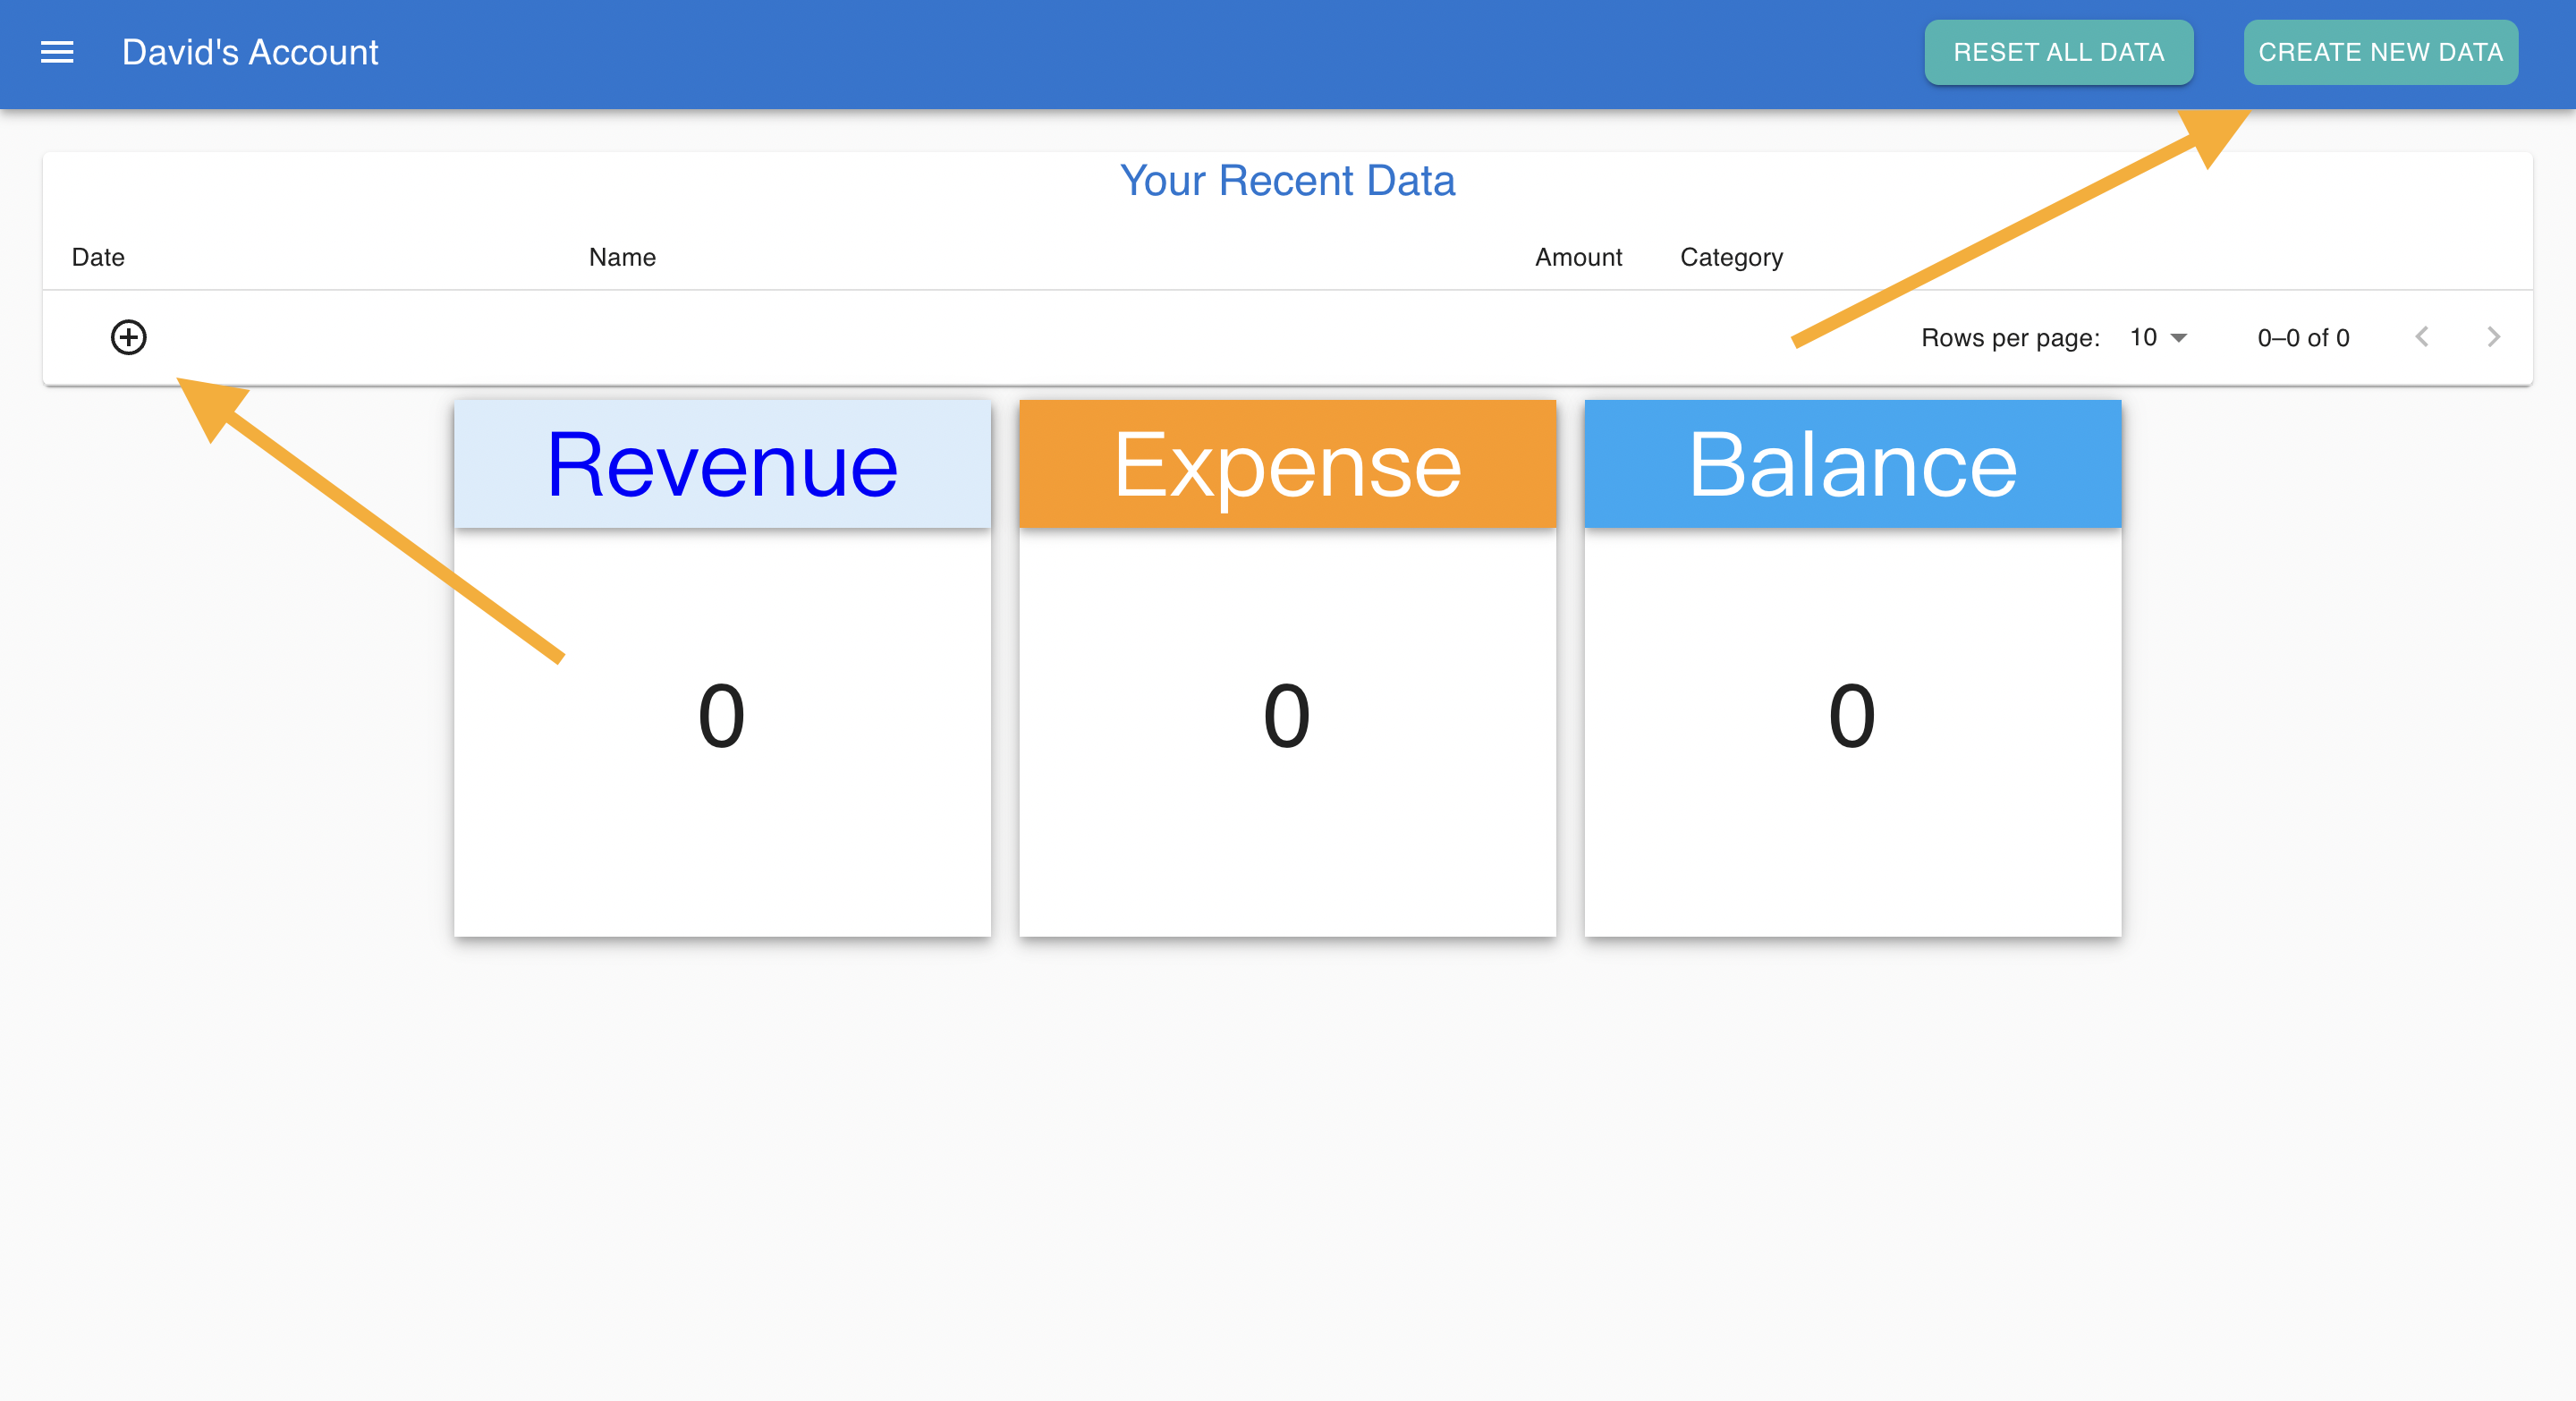 David's Account
RESET ALL DATA
CREATE NEW DATA
Your Recent Data
Date Name Amount Category
Rows per page: 10 0–0 of 0
Revenue Expense Balance
0 0 0